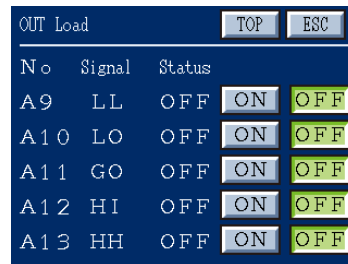 OUT Load TOP ESC
No Signal Status
A9 LL OFF ON OFF
A10 LO OFF ON OFF
A11 GO OFF ON OFF
A12 HI OFF ON OFF
A13 HH OFF ON OFF